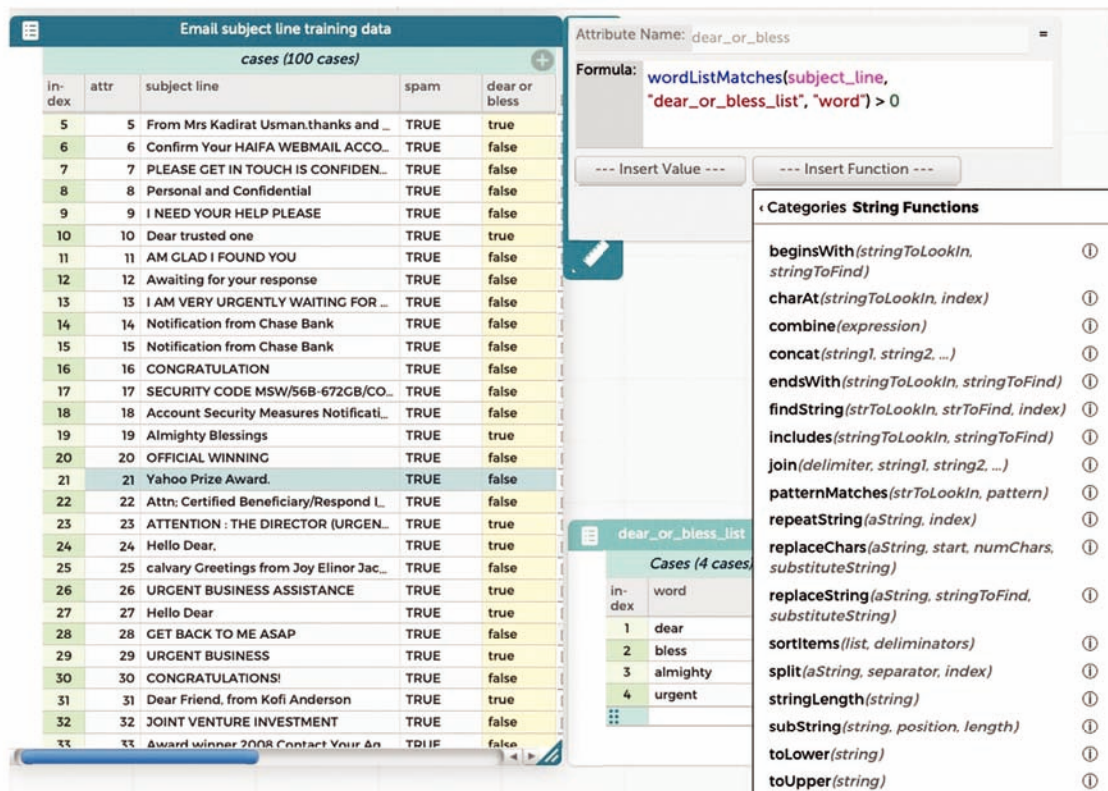 Email subject line training data
cases (100 cases)
in-dex attr subject line spam dear or bless
5 5 From Mrs Kadirat Usman.thanks and ... TRUE true
6 6 Confirm Your HAIFA WEBMAIL ACCO... TRUE false
7 7 PLEASE GET IN TOUCH IS CONFIDEN... TRUE false
8 8 Personal and Confidential TRUE false
9 9 I NEED YOUR HELP PLEASE TRUE false
10 10 Dear trusted one TRUE true
11 11 AM GLAD I FOUND YOU TRUE false
12 12 Awaiting for your response TRUE false
13 13 I AM VERY URGENTLY WAITING FOR ... TRUE false
14 14 Notification from Chase Bank TRUE false
15 15 Notification from Chase Bank TRUE false
16 16 CONGRATULATION TRUE false
17 17 SECURITY CODE MSW/56B-672GB/CO... TRUE false
18 18 Account Security Measures Notificati... TRUE false
19 19 Almighty Blessings TRUE true
20 20 OFFICIAL WINNING TRUE false
21 21 Yahoo Prize Award. TRUE false
22 22 Attn; Certified Beneficiary/Respond I... TRUE false
23 23 ATTENTION : THE DIRECTOR (URGEN... TRUE true
24 24 Hello Dear, TRUE true
25 25 calvary Greetings from Joy Elinor Jac... TRUE false
26 26 URGENT BUSINESS ASSISTANCE TRUE true
27 27 Hello Dear TRUE true
28 28 GET BACK TO ME ASAP TRUE false
29 29 URGENT BUSINESS TRUE true
30 30 CONGRATULATIONS! TRUE false
31 31 Dear Friend, from Kofi Anderson TRUE true
32 32 JOINT VENTURE INVESTMENT TRUE false
33 33 Award winner 2008 Contact Your Ag TRUE false
Attribute Name: dear_or_bless =
Formula: wordListMatches(subject_line,
"dear_or_bless_list", "word") > 0
--- Insert Value --- --- Insert Function ---
‹ Categories String Functions
beginsWith(stringToLookIn,
stringToFind)
charAt(stringToLookIn, index)
combine(expression)
concat(string1, string2, ...)
endsWith(stringToLookIn, stringToFind)
findString(strToLookIn, strToFind, index)
includes(stringToLookIn, stringToFind)
join(delimiter, string1, string2, ...)
patternMatches(strToLookIn, pattern)
repeatString(aString, index)
replaceChars(aString, start, numChars,
substituteString)
replaceString(aString, stringToFind,
substituteString)
sortItems(list, deliminators)
split(aString, separator, index)
stringLength(string)
subString(string, position, length)
toLower(string)
toUpper(string)
dear_or_bless_list
Cases (4 cases)
in-dex word
1 dear
2 bless
3 almighty
4 urgent